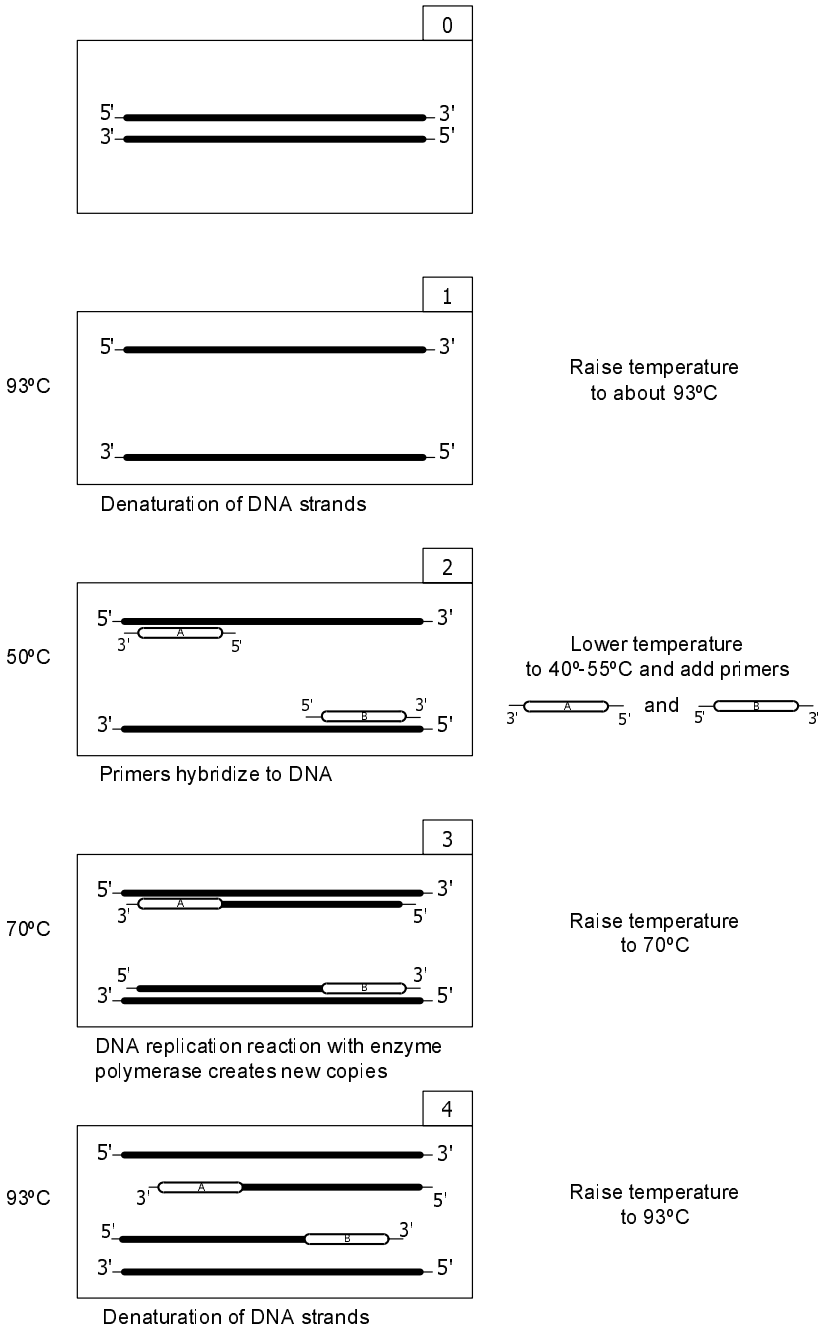 0
5' 3'
3' 5'
1
5' 3'
93ºC
Raise temperature
to about 93ºC
3' 5'
Denaturation of DNA strands
2
5' 3'
A
3' 5'
50ºC
Lower temperature
to 40º-55ºC and add primers
5' B 3'
3' 5'
A and B
3' 5' 5' 3'
Primers hybridize to DNA
3
5' 3'
A
3' 5'
70ºC
Raise temperature
to 70ºC
5' B 3'
3' 5'
DNA replication reaction with enzyme
polymerase creates new copies
4
5' 3'
A
3' 5'
93ºC
Raise temperature
to 93ºC
5' B 3'
3' 5'
Denaturation of DNA strands